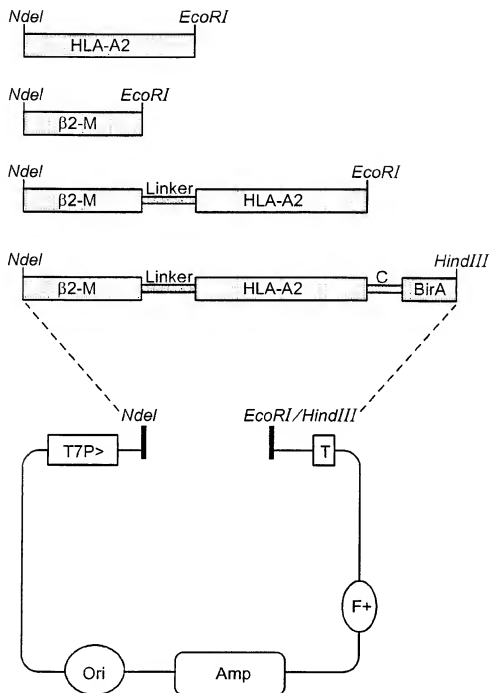 NdeI EcoRI
HLA-A2
NdeI EcoRI
β2-M
NdeI Linker EcoRI
β2-M HLA-A2
NdeI Linker C HindIII
β2-M HLA-A2 BirA
NdeI EcoRI/HindIII
T7P> T
F+
Ori Amp